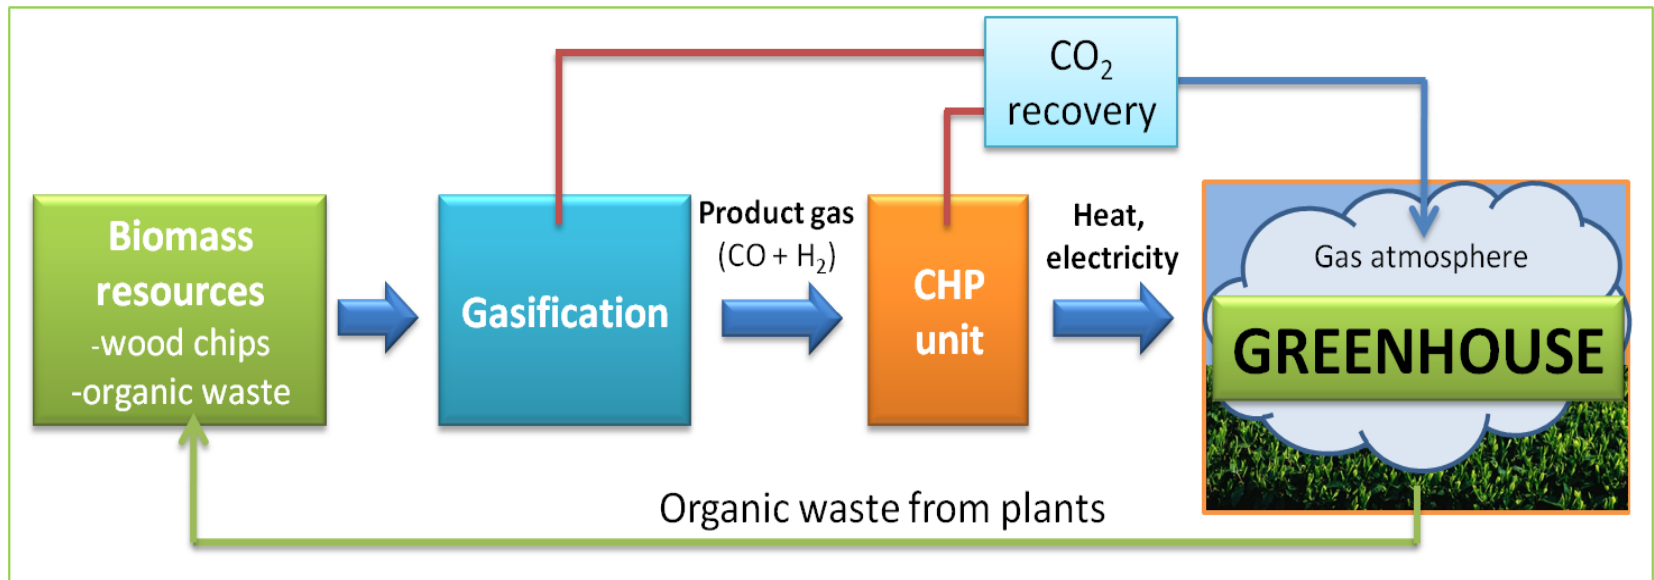 CO₂
recovery
Biomass
resources
-wood chips
-organic waste
Gasification
Product gas
(CO + H₂)
CHP
unit
Heat,
electricity
Gas atmosphere
GREENHOUSE
Organic waste from plants